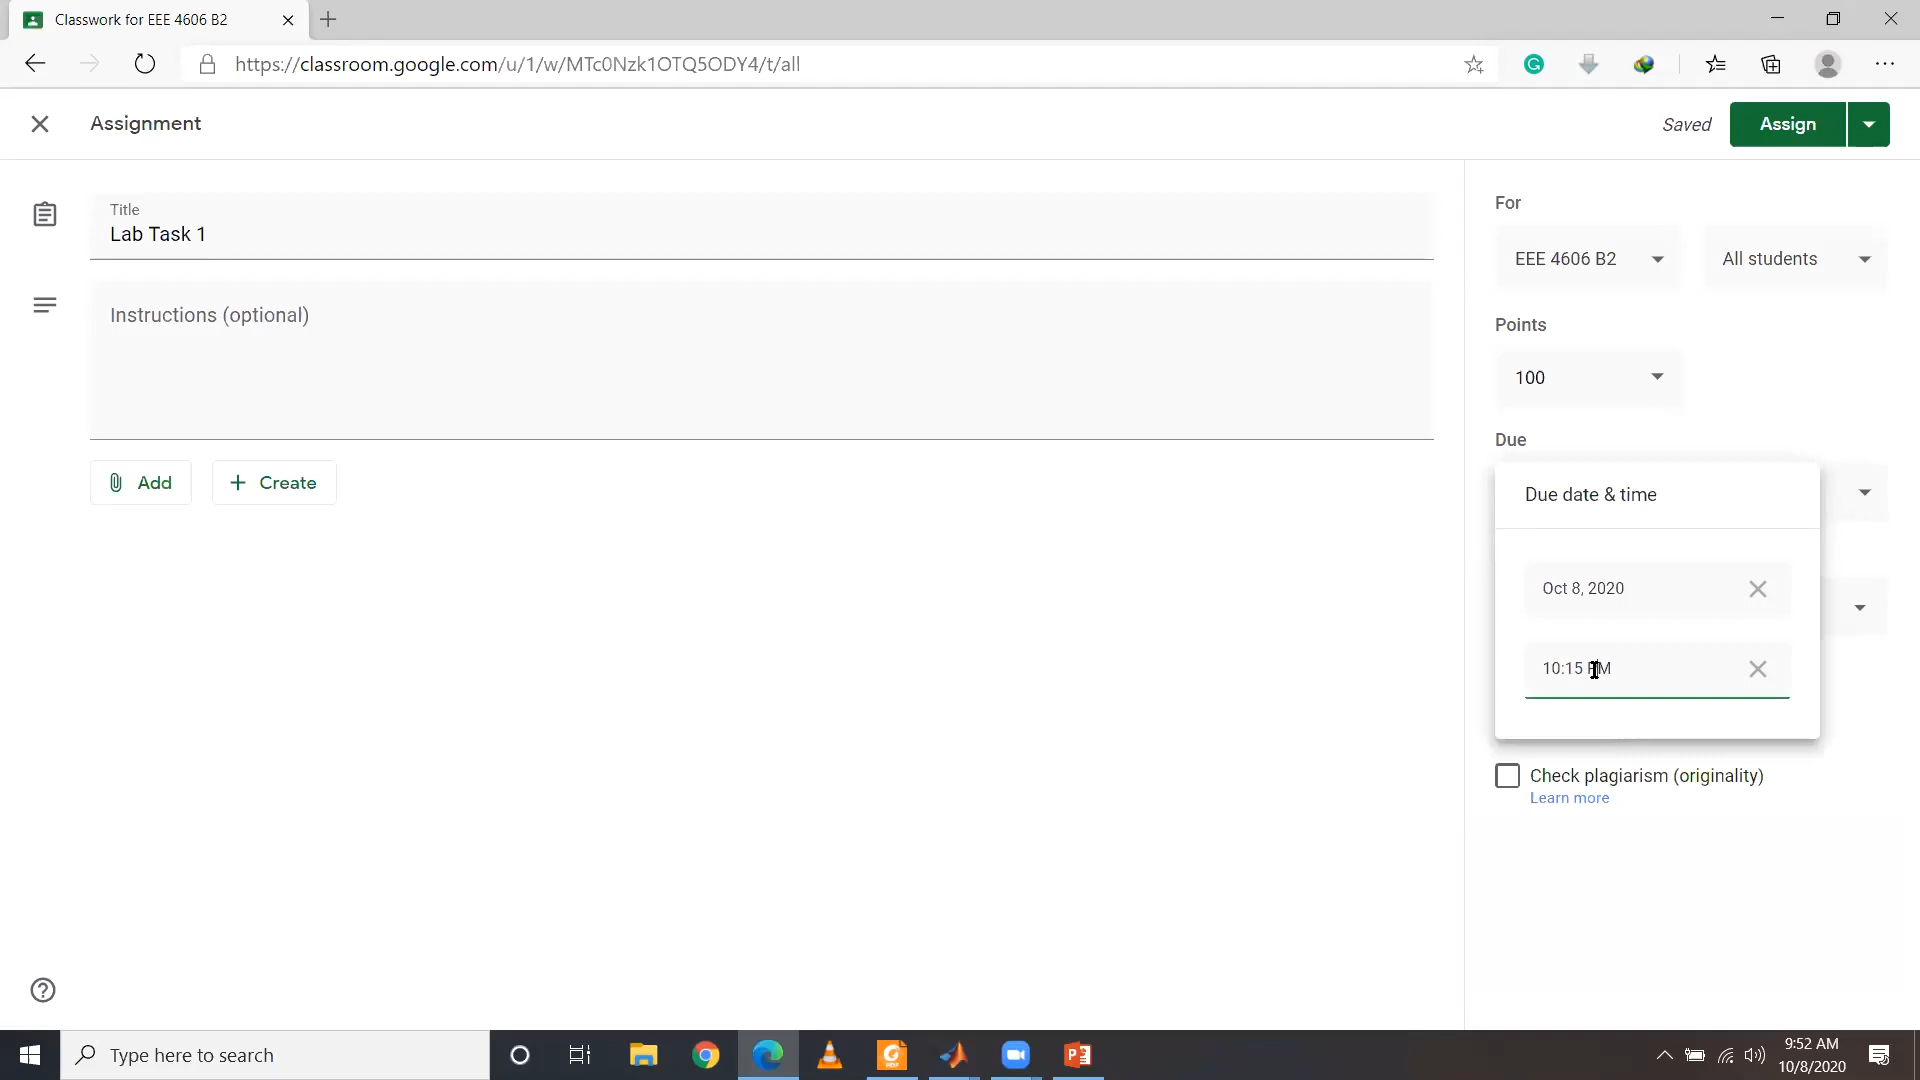 Classwork for EEE 4606 B2
https://classroom.google.com/u/1/w/MTc0Nzk1OTQ5ODY4/t/all
Assignment
Saved
Assign
Title
Lab Task 1
Instructions (optional)
Add
Create
For
EEE 4606 B2
All students
Points
100
Due
Due date & time
Oct 8, 2020
10:15 PM
Check plagiarism (originality)
Learn more
Type here to search
9:52 AM
10/8/2020